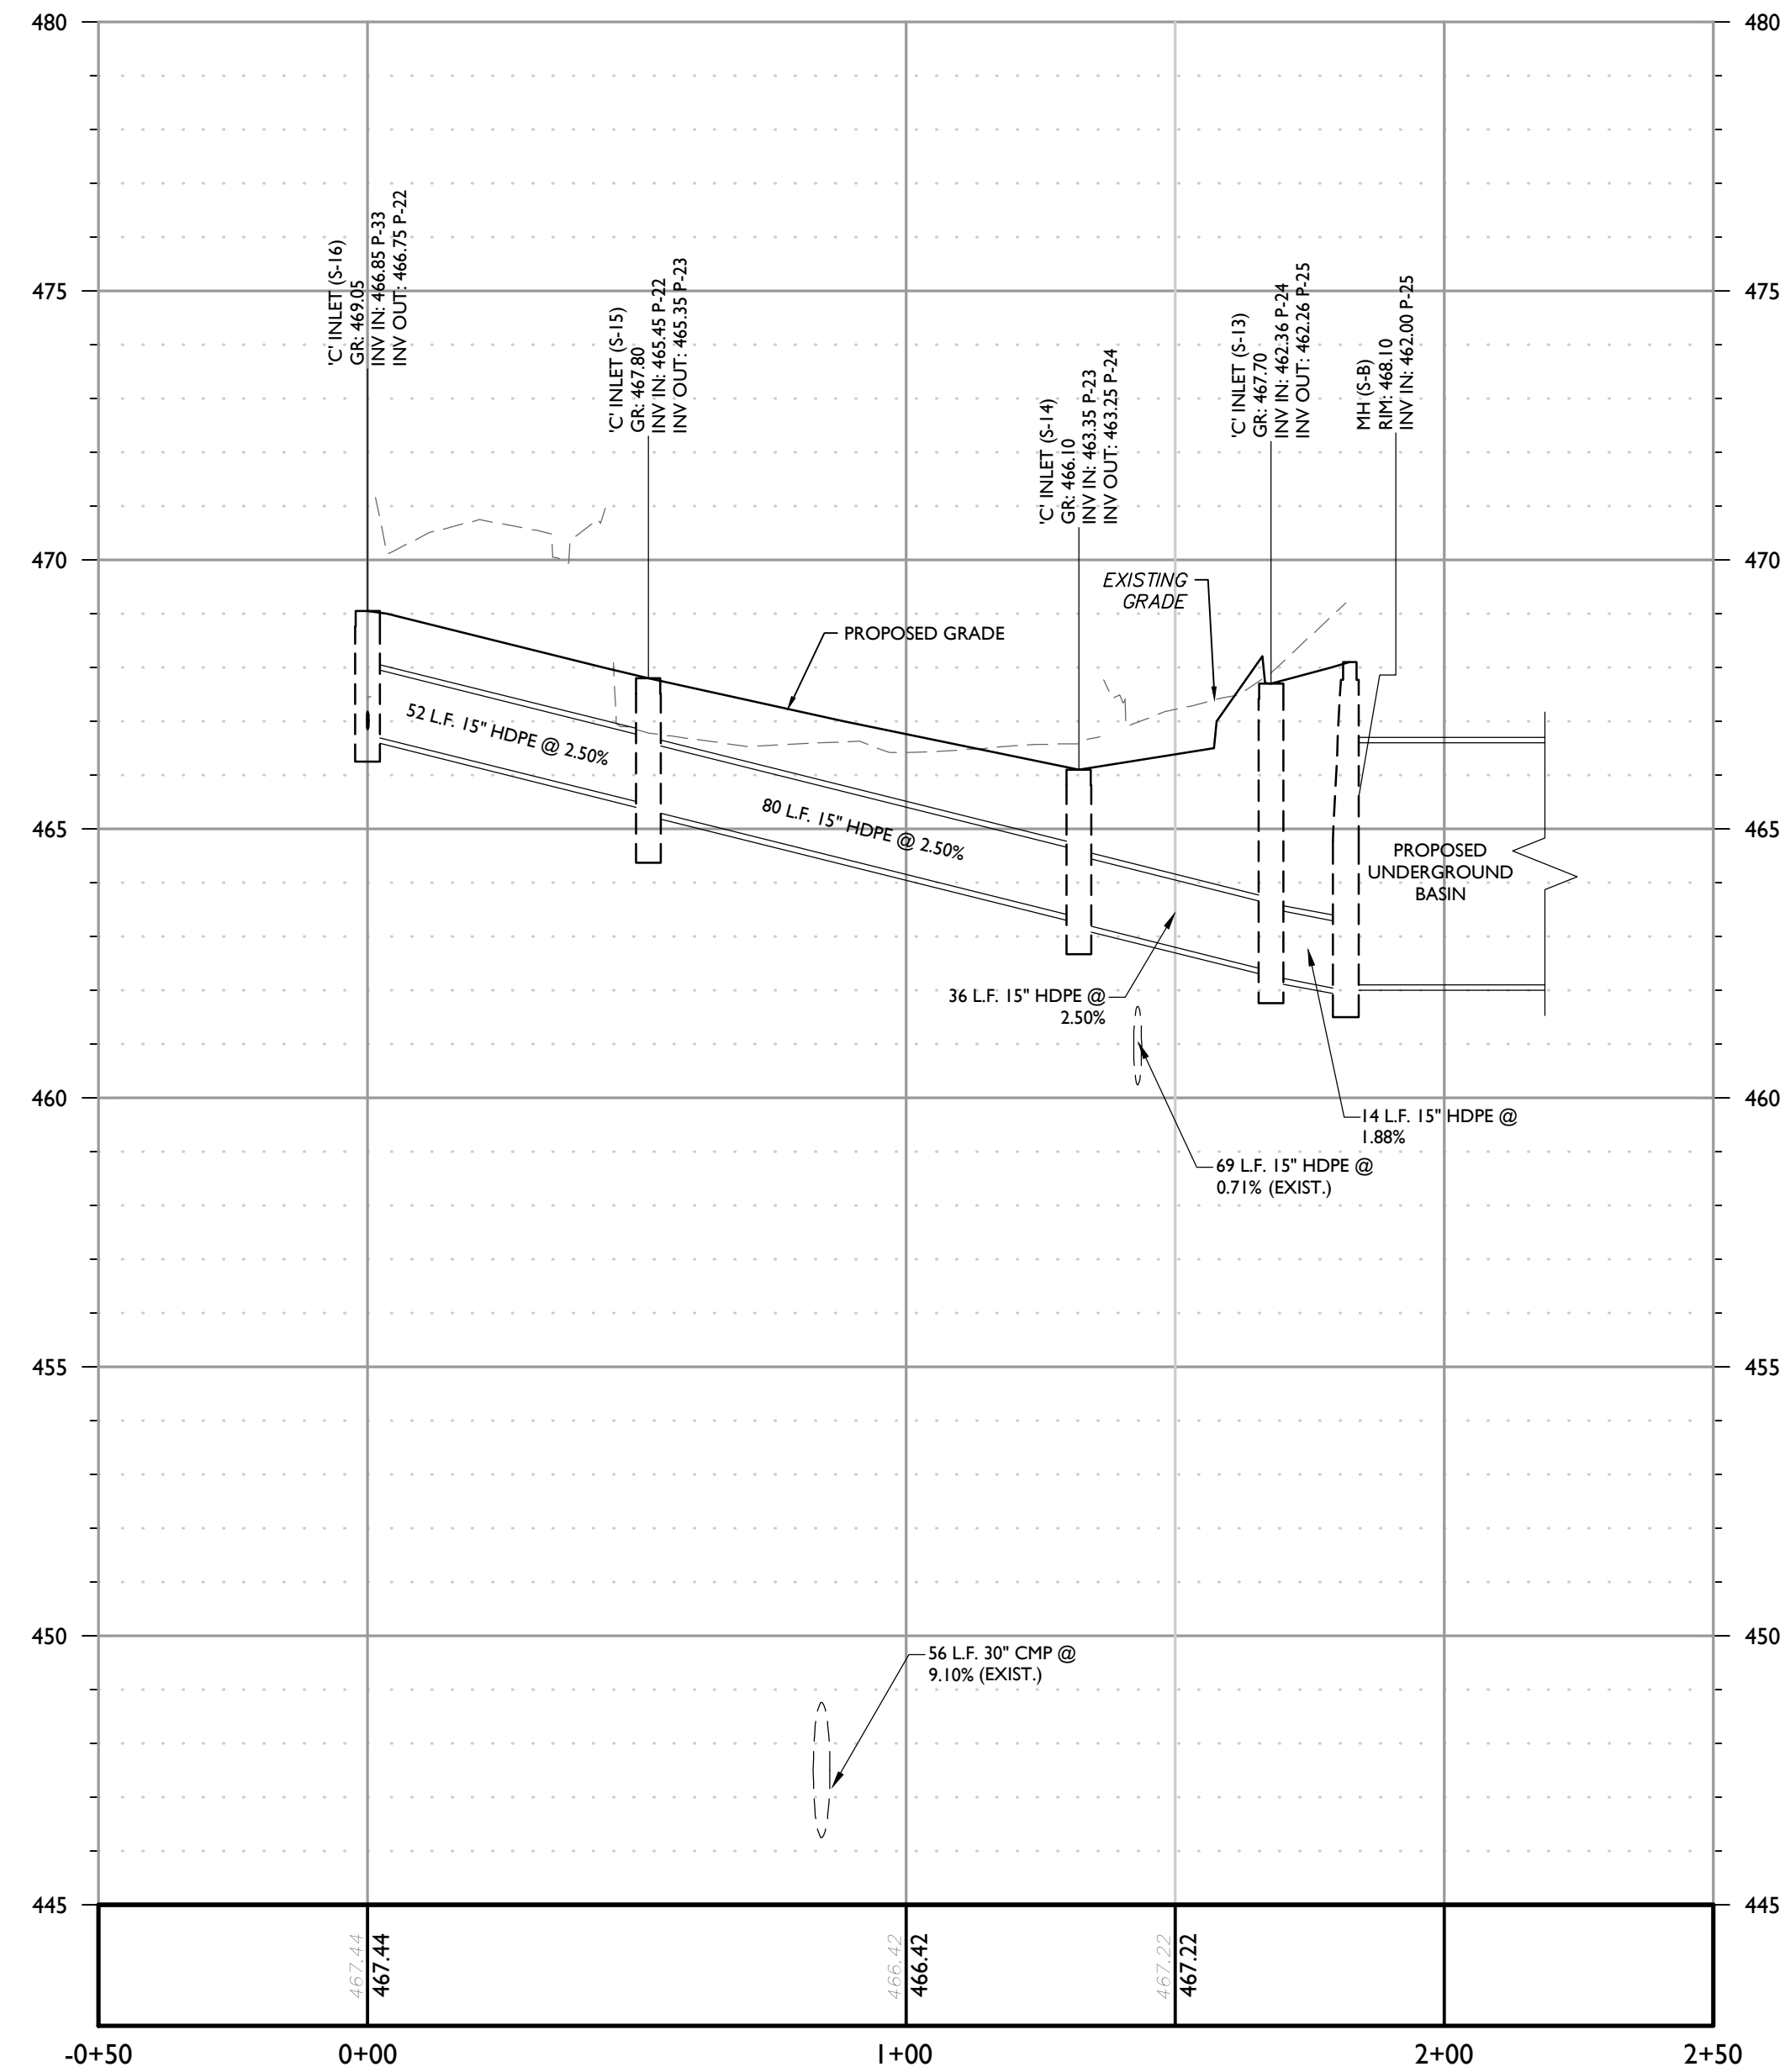 480
480
475
475
470
470
465
465
460
460
455
455
450
450
445
445
'C' INLET (S-16)
GR: 469.05
INV IN: 466.85 P-33
INV OUT: 466.75 P-22
'C' INLET (S-15)
GR: 467.80
INV IN: 465.45 P-22
INV OUT: 465.35 P-23
'C' INLET (S-14)
GR: 466.10
INV IN: 463.35 P-23
INV OUT: 463.25 P-24
'C' INLET (S-13)
GR: 467.70
INV IN: 462.36 P-24
INV OUT: 462.26 P-25
MH (S-B)
RIM: 468.10
INV IN: 462.00 P-25
EXISTING
GRADE
PROPOSED GRADE
52 L.F. 15" HDPE @ 2.50%
80 L.F. 15" HDPE @ 2.50%
PROPOSED
UNDERGROUND
BASIN
36 L.F. 15" HDPE @
2.50%
14 L.F. 15" HDPE @
1.88%
69 L.F. 15" HDPE @
0.71% (EXIST.)
56 L.F. 30" CMP @
9.10% (EXIST.)
467.44
467.44
466.42
466.42
467.22
467.22
-0+50
0+00
1+00
2+00
2+50